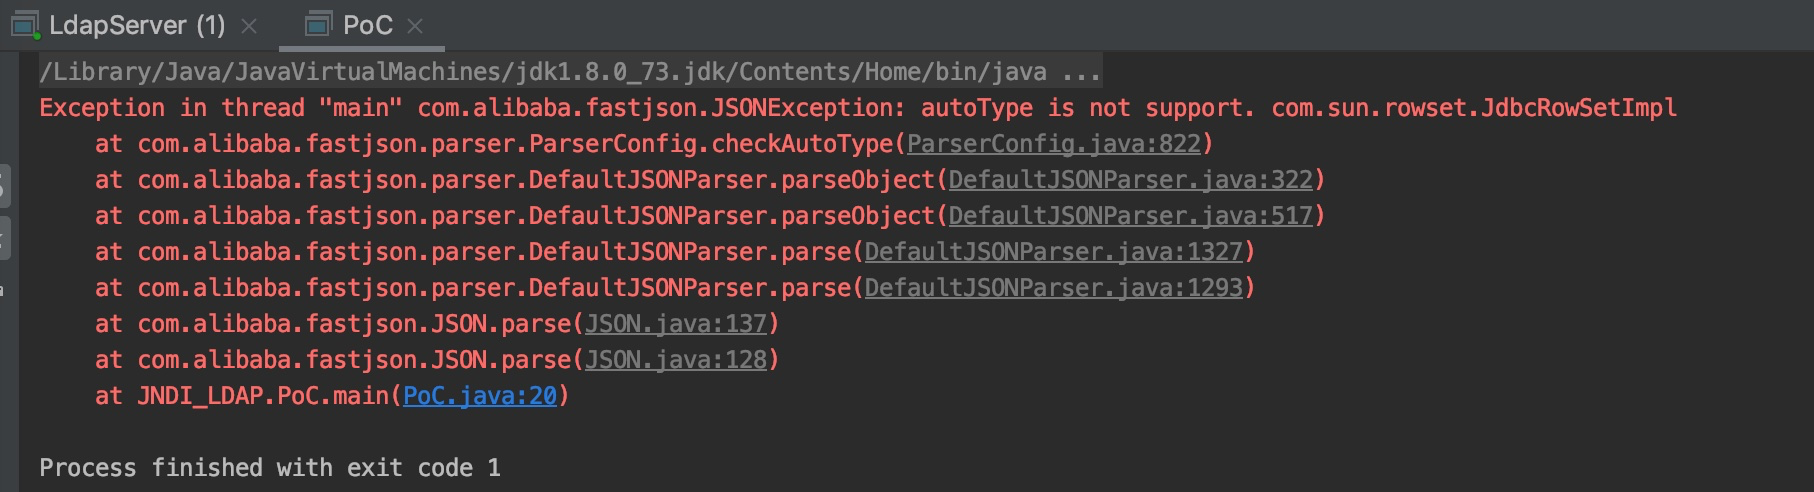 LdapServer (1)
PoC
/Library/Java/JavaVirtualMachines/jdk1.8.0_73.jdk/Contents/Home/bin/java ...
Exception in thread "main" com.alibaba.fastjson.JSONException: autoType is not support. com.sun.rowset.JdbcRowSetImpl
at com.alibaba.fastjson.parser.ParserConfig.checkAutoType(ParserConfig.java:822)
at com.alibaba.fastjson.parser.DefaultJSONParser.parseObject(DefaultJSONParser.java:322)
at com.alibaba.fastjson.parser.DefaultJSONParser.parseObject(DefaultJSONParser.java:517)
at com.alibaba.fastjson.parser.DefaultJSONParser.parse(DefaultJSONParser.java:1327)
at com.alibaba.fastjson.parser.DefaultJSONParser.parse(DefaultJSONParser.java:1293)
at com.alibaba.fastjson.JSON.parse(JSON.java:137)
at com.alibaba.fastjson.JSON.parse(JSON.java:128)
at JNDI_LDAP.PoC.main(PoC.java:20)
Process finished with exit code 1